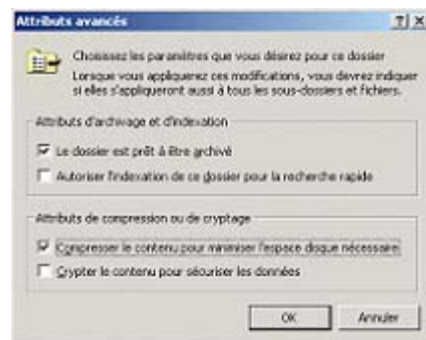 Attributs avancés
Choisissez les paramètres que vous désirez pour ce dossier
Lorsque vous appliquerez ces modifications, vous devrez indiquer
si elles s'appliqueront aussi à tous les sous-dossiers et fichiers.
Attributs d'archivage et d'indexation
Le dossier est prêt à être archivé
Autoriser l'indexation de ce dossier pour la recherche rapide
Attributs de compression ou de cryptage
Compresser le contenu pour minimiser l'espace disque nécessaire
Crypter le contenu pour sécuriser les données
OK Annuler